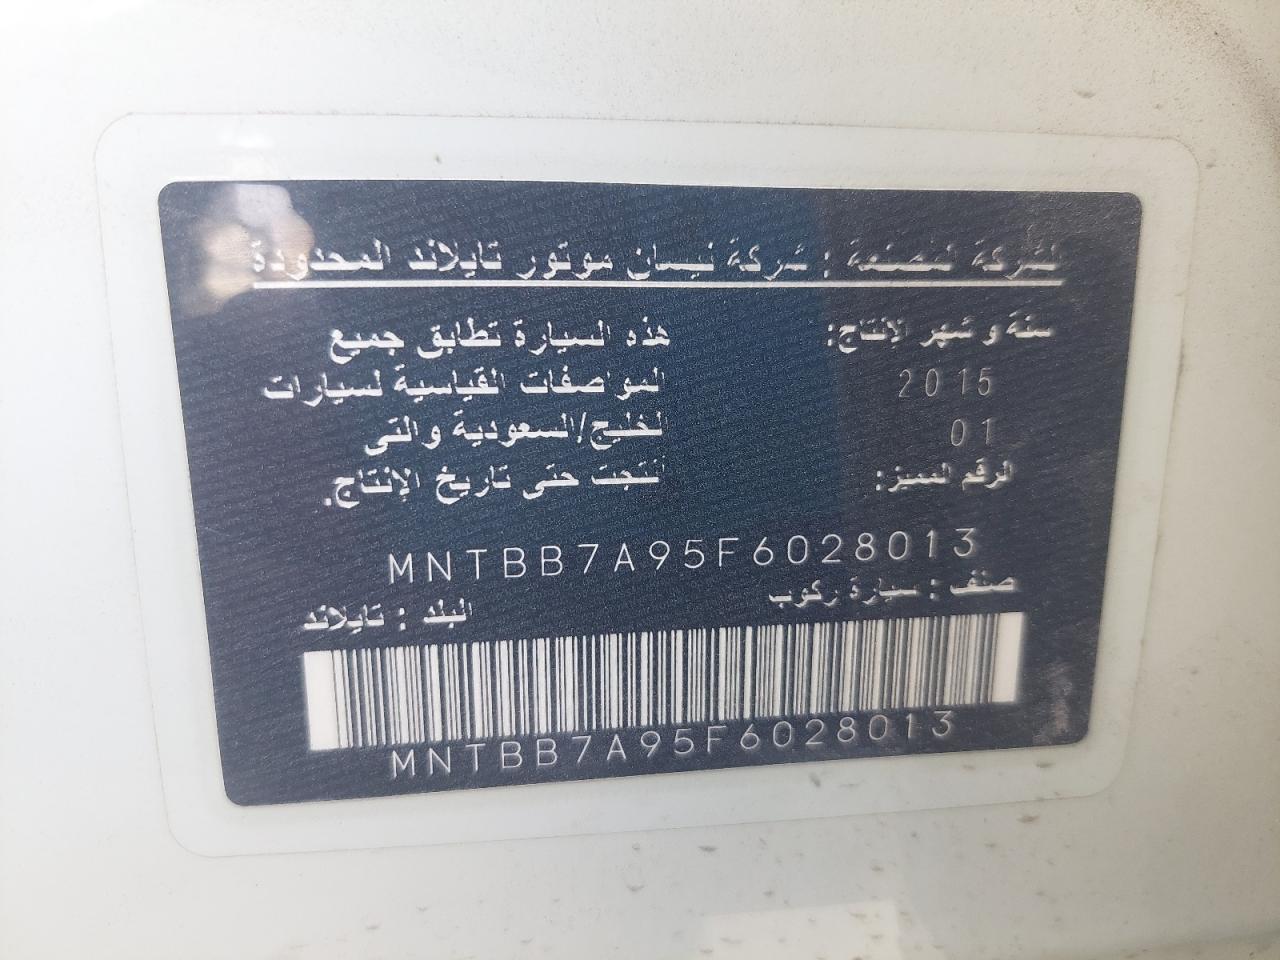 الشركة المصنعة : شركة نيسان موتور تايلاند المحدودة
سنة و شهر الإنتاج:
2015
01
الرقم المميز:
هذه السيارة تطابق جميع
المواصفات القياسية لسيارات
الخليج/السعودية والتى
أنتجت حتى تاريخ الإنتاج.
MNTBB7A95F6028013
صنف : سيارة ركوب
البلد : تايلاند
MNTBB7A95F6028013